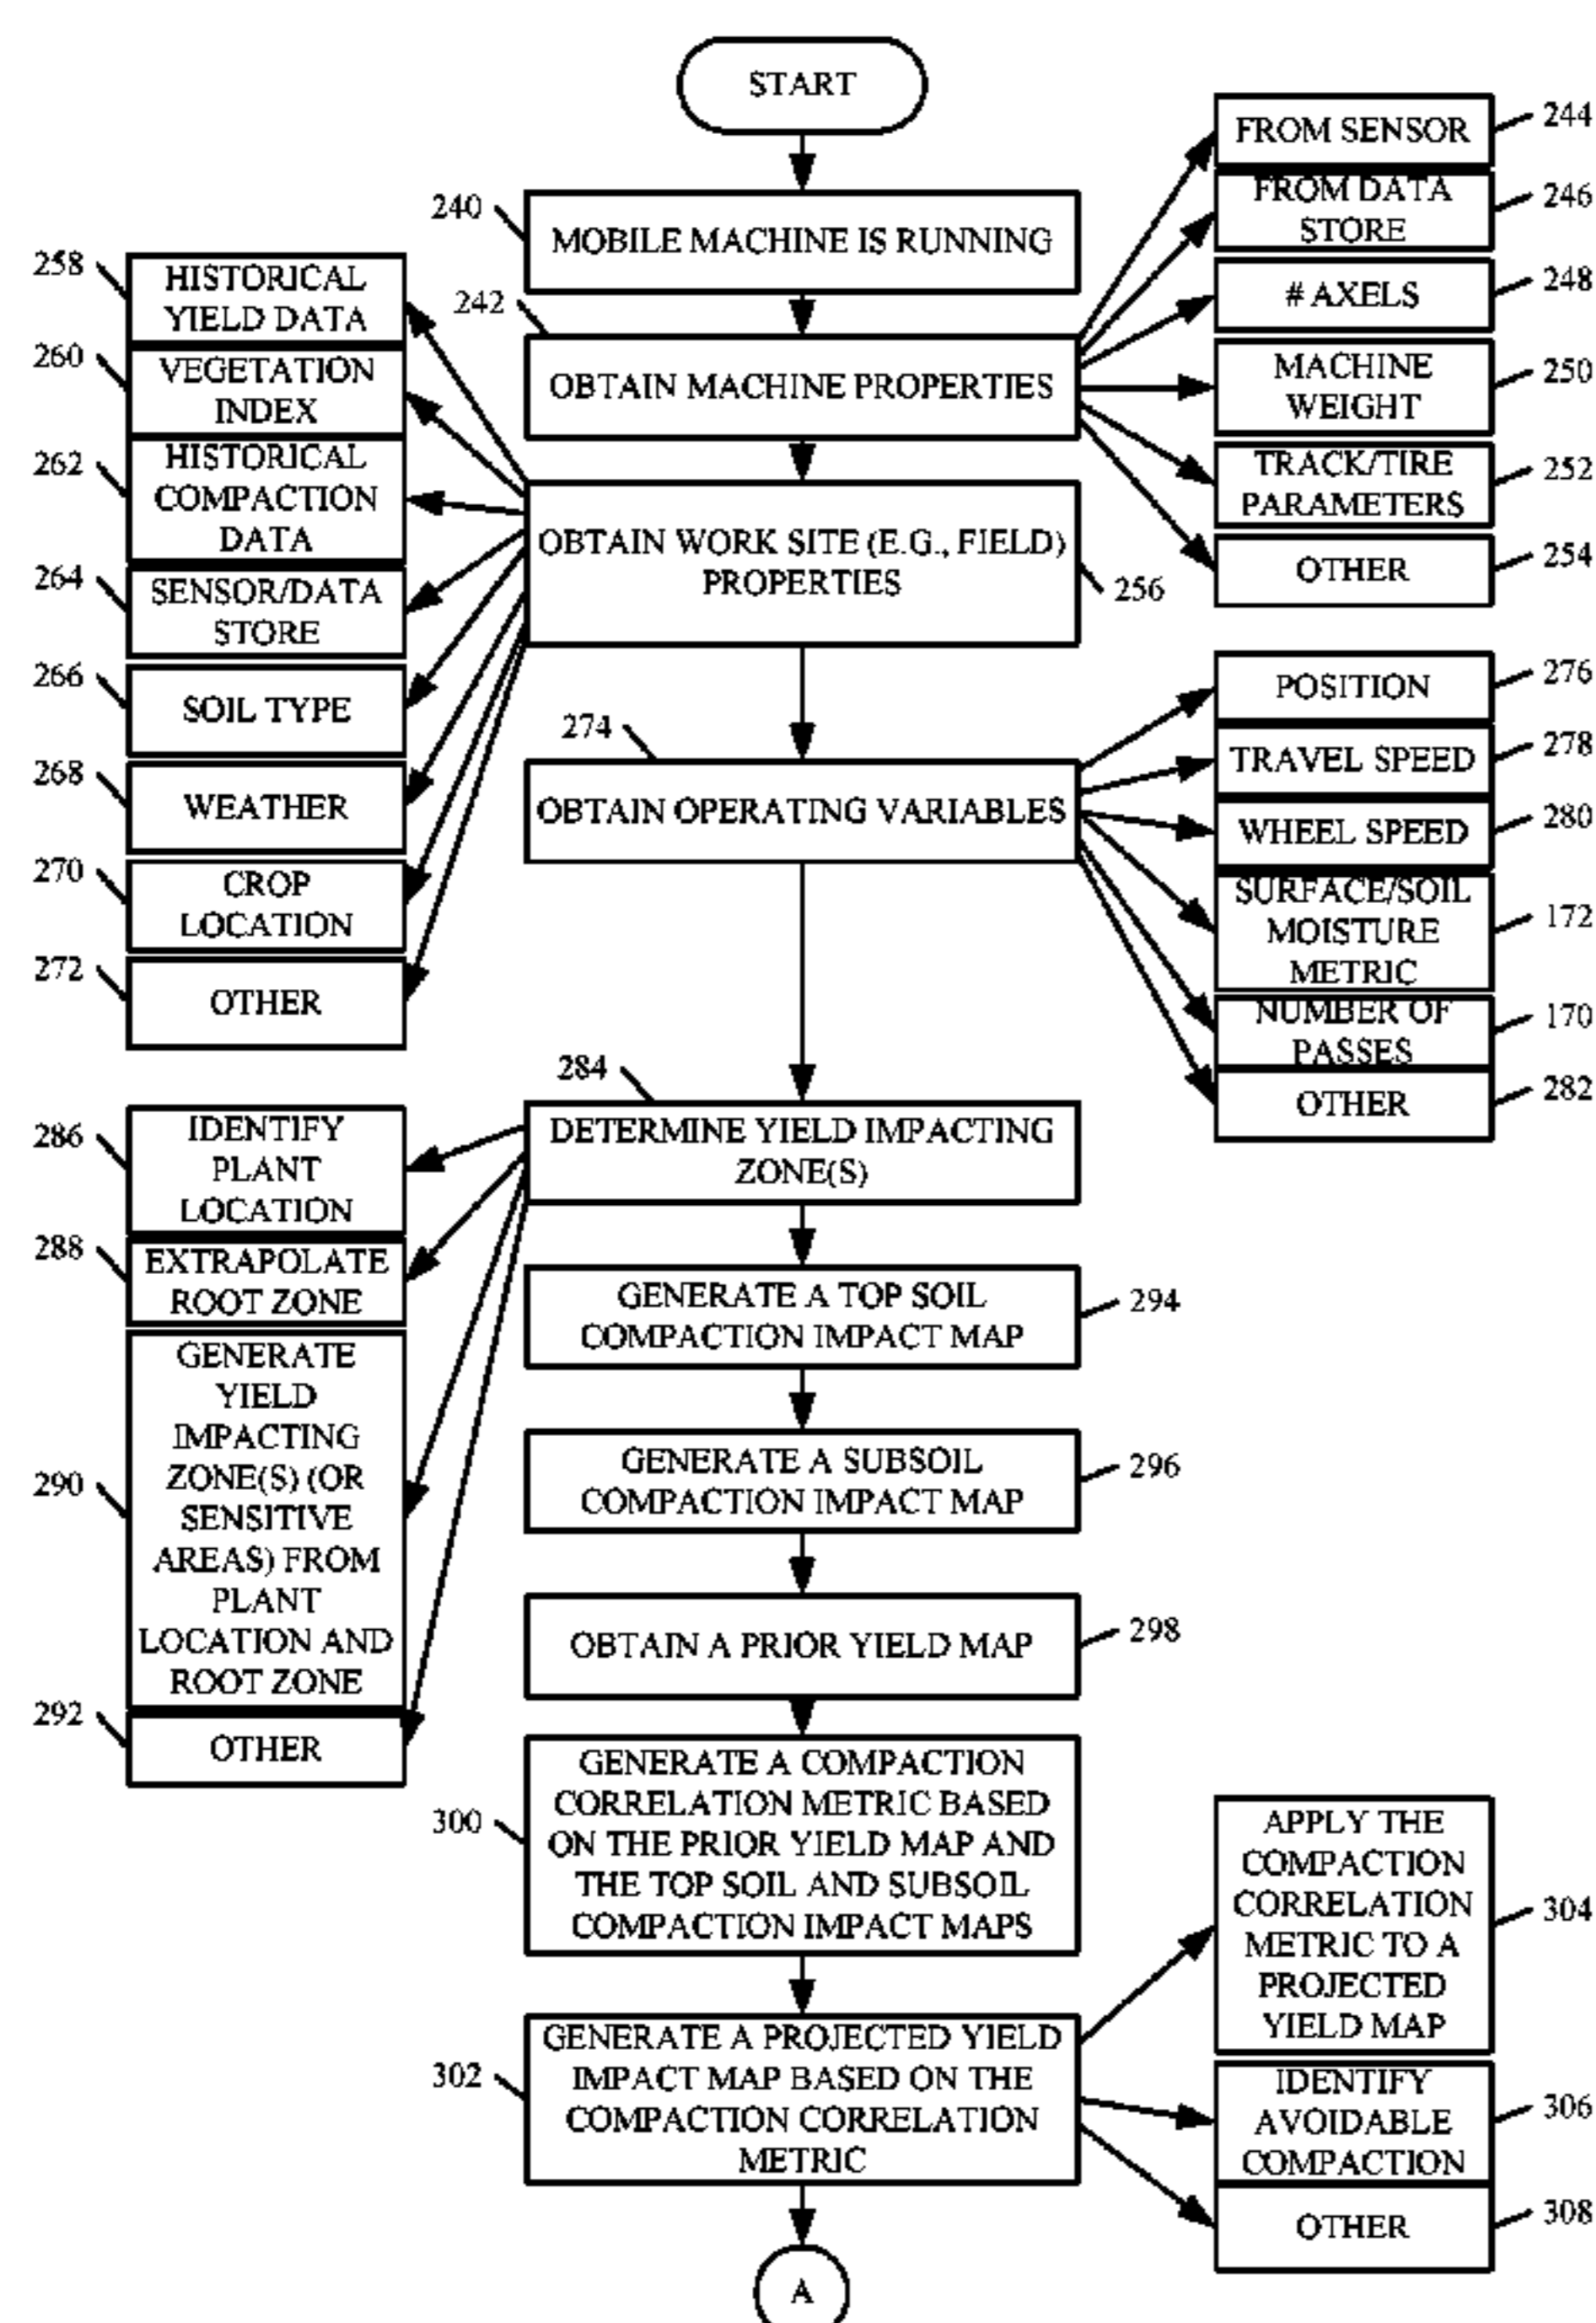 START
240
MOBILE MACHINE IS RUNNING
242
OBTAIN MACHINE PROPERTIES
FROM SENSOR
244
FROM DATA
STORE
246
# AXELS
248
MACHINE
WEIGHT
250
TRACK/TIRE
PARAMETERS
252
OTHER
254
OBTAIN WORK SITE (E.G., FIELD)
PROPERTIES
256
258
HISTORICAL
YIELD DATA
260
VEGETATION
INDEX
262
HISTORICAL
COMPACTION
DATA
264
SENSOR/DATA
STORE
266
SOIL TYPE
268
WEATHER
270
CROP
LOCATION
272
OTHER
274
OBTAIN OPERATING VARIABLES
POSITION
276
TRAVEL SPEED
278
WHEEL SPEED
280
SURFACE/SOIL
MOISTURE
METRIC
172
NUMBER OF
PASSES
170
OTHER
282
284
DETERMINE YIELD IMPACTING
ZONE(S)
286
IDENTIFY
PLANT
LOCATION
288
EXTRAPOLATE
ROOT ZONE
290
GENERATE
YIELD
IMPACTING
ZONE(S) (OR
SENSITIVE
AREAS) FROM
PLANT
LOCATION AND
ROOT ZONE
292
OTHER
GENERATE A TOP SOIL
COMPACTION IMPACT MAP
294
GENERATE A SUBSOIL
COMPACTION IMPACT MAP
296
OBTAIN A PRIOR YIELD MAP
298
300
GENERATE A COMPACTION
CORRELATION METRIC BASED
ON THE PRIOR YIELD MAP AND
THE TOP SOIL AND SUBSOIL
COMPACTION IMPACT MAPS
302
GENERATE A PROJECTED YIELD
IMPACT MAP BASED ON THE
COMPACTION CORRELATION
METRIC
APPLY THE
COMPACTION
CORRELATION
METRIC TO A
PROJECTED
YIELD MAP
304
IDENTIFY
AVOIDABLE
COMPACTION
306
OTHER
308
A